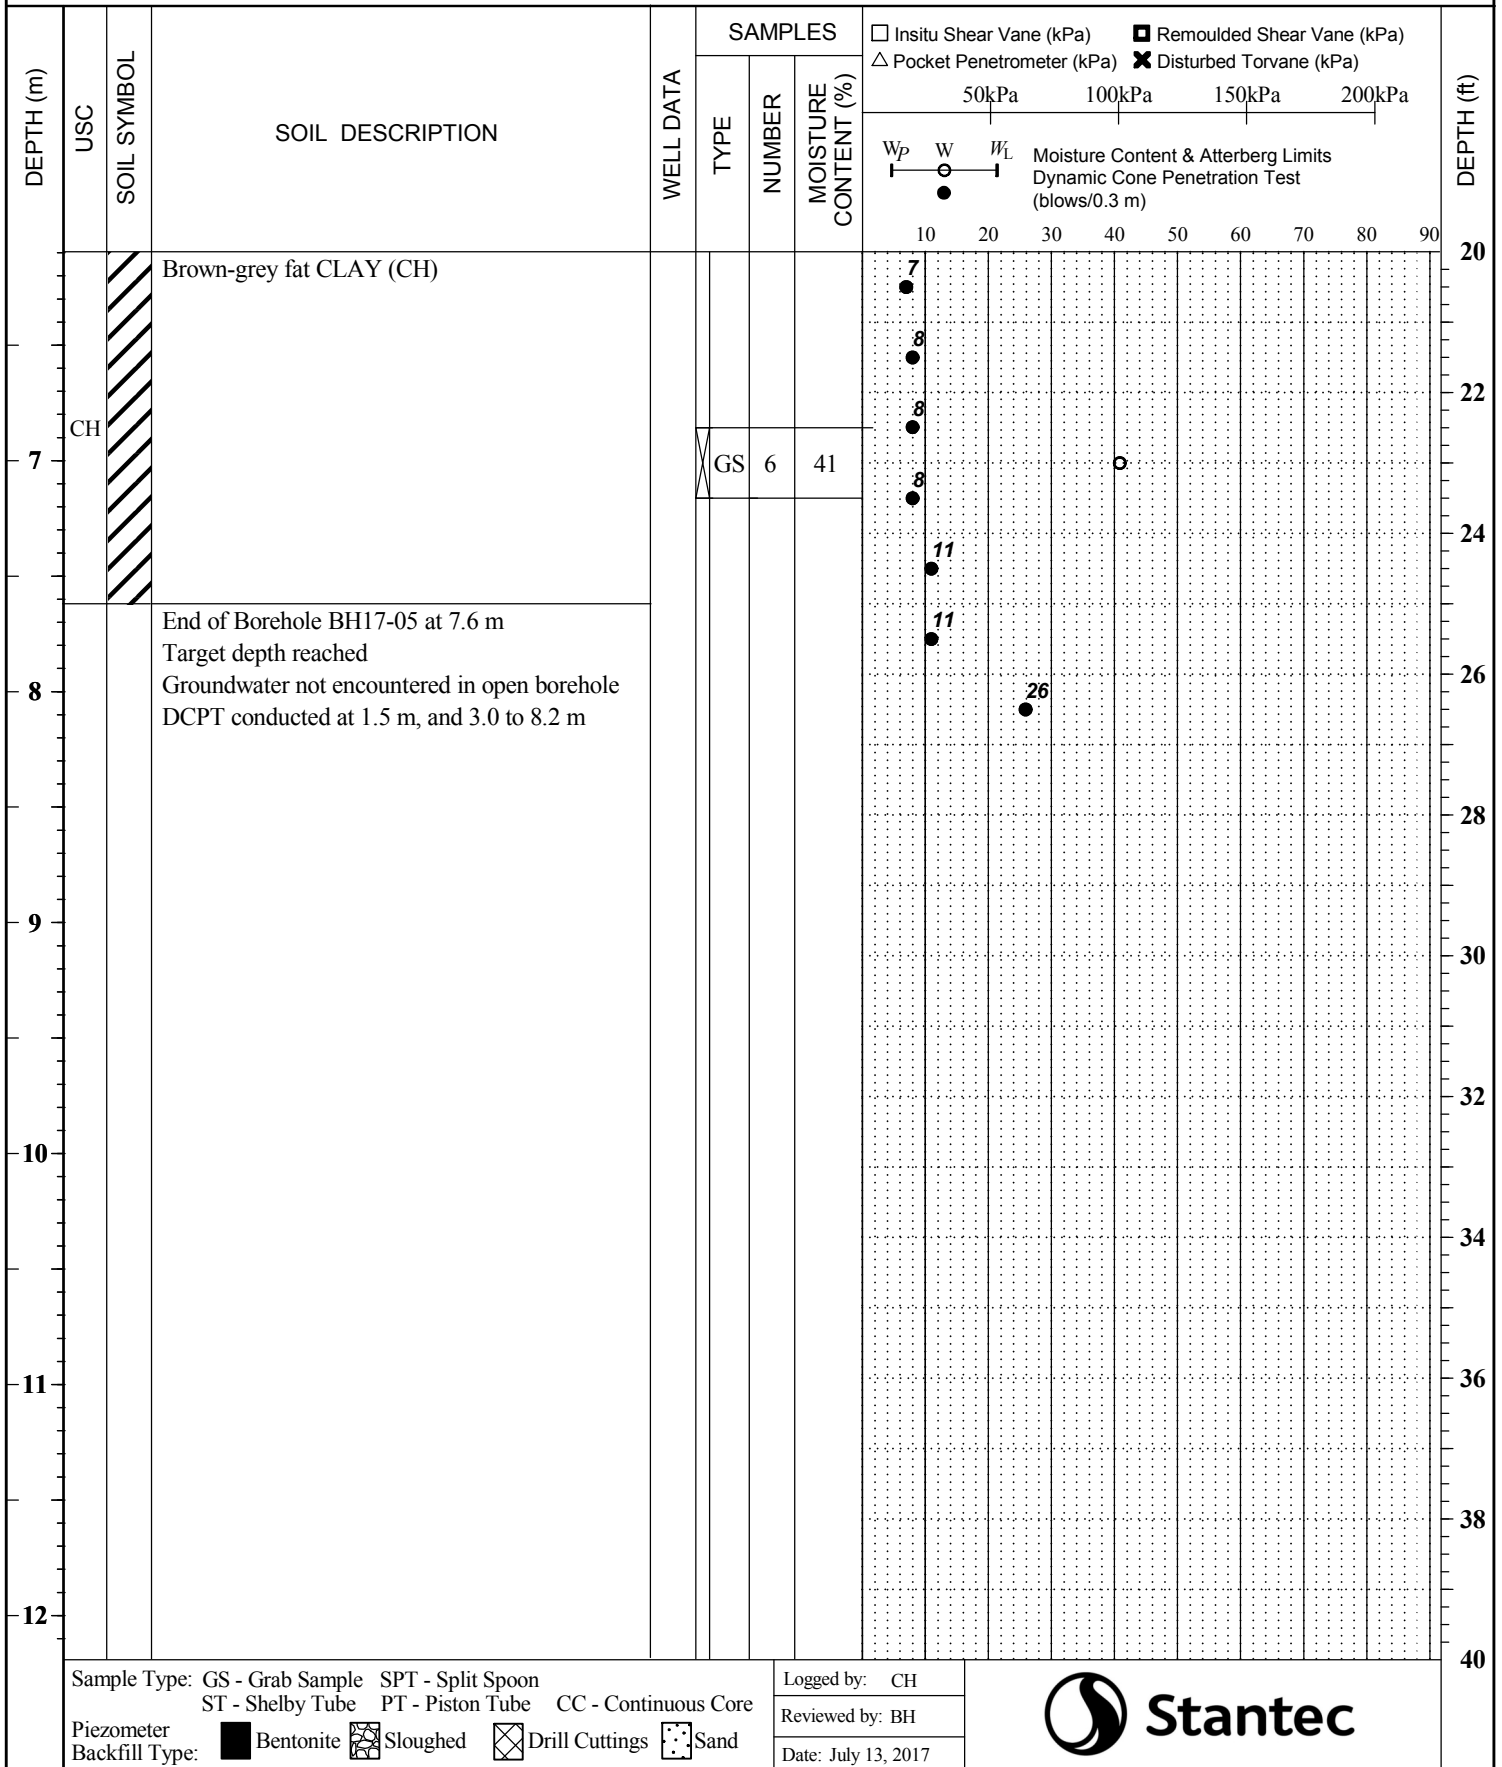 DEPTH (m)
USC
SOIL SYMBOL
SOIL DESCRIPTION
WELL DATA
SAMPLES
TYPE
NUMBER
MOISTURE
CONTENT (%)
Insitu Shear Vane (kPa)
Remoulded Shear Vane (kPa)
Pocket Penetrometer (kPa)
Disturbed Torvane (kPa)
50kPa 100kPa 150kPa 200kPa
WP W WL
Moisture Content & Atterberg Limits
Dynamic Cone Penetration Test
(blows/0.3 m)
10 20 30 40 50 60 70 80 90
DEPTH (ft)
20
Brown-grey fat CLAY (CH)
7
8
22
8
CH
7
GS 6 41
8
24
11
End of Borehole BH17-05 at 7.6 m
11
Target depth reached
Groundwater not encountered in open borehole
26
8
26
DCPT conducted at 1.5 m, and 3.0 to 8.2 m
28
9
30
32
10
34
11
36
38
12
40
Sample Type: GS - Grab Sample SPT - Split Spoon
ST - Shelby Tube PT - Piston Tube CC - Continuous Core
Piezometer
Backfill Type:
Bentonite Sloughed Drill Cuttings Sand
Logged by: CH
Reviewed by: BH
Date: July 13, 2017
Stantec